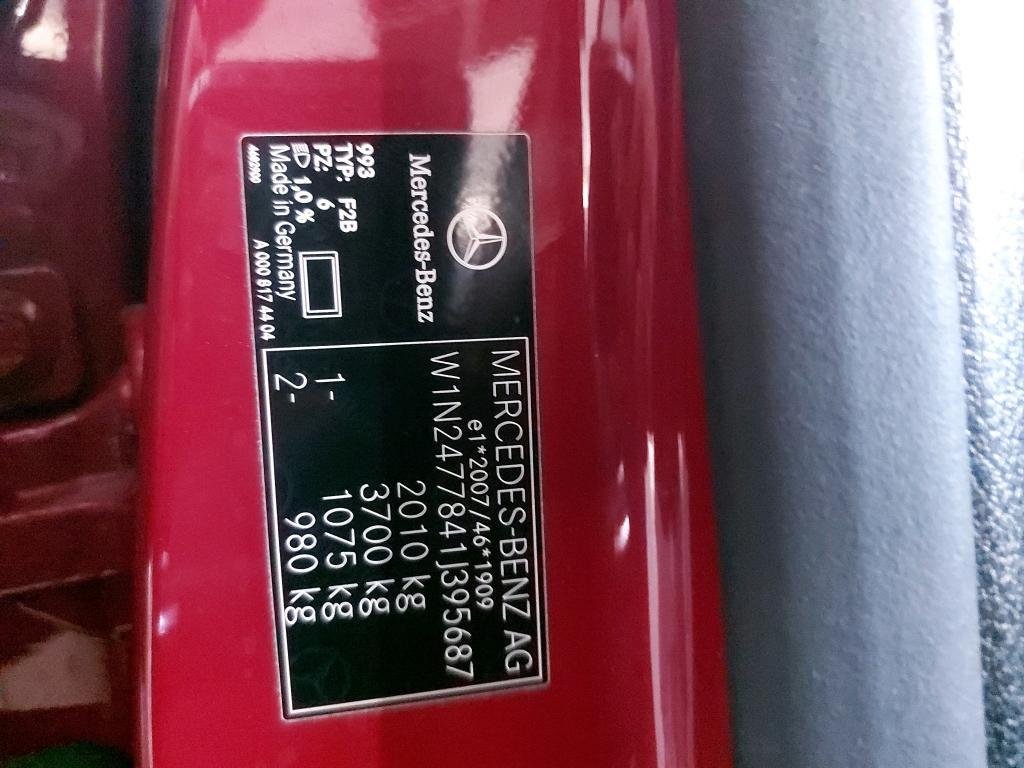 Mercedes-Benz
993
TYP: F2B
PZ: 6
1,0 %
Made in Germany
A 000 817 44 04
MERCEDES-BENZ AG
e1*2007/46*1909
W1N2477841J395687
2010 kg
3700 kg
1- 1075 kg
2- 980 kg